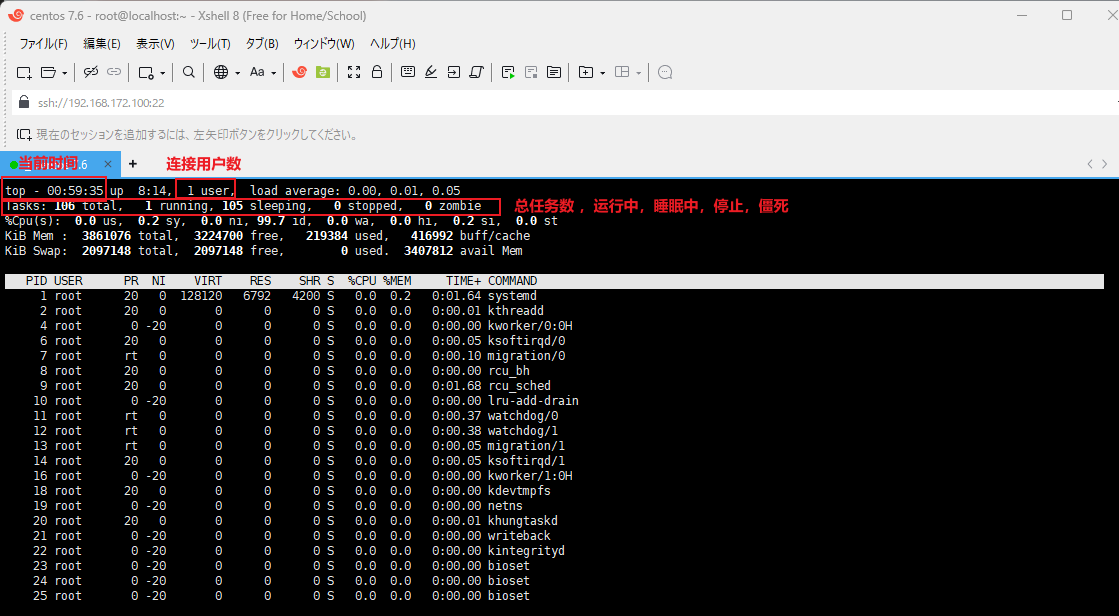 centos 7.6 - root@localhost:~ - Xshell 8 (Free for Home/School)
ファイル(F) 編集(E) 表示(V) ツール(T) タブ(B) ウィンドウ(W) ヘルプ(H)
Aa
ssh://192.168.172.100:22
現在のセッションを追加するには、左矢印ボタンをクリックしてください。
当前时间 .6 × + 连接用户数
top - 00:59:35 up 8:14, 1 user, load average: 0.00, 0.01, 0.05
Tasks: 106 total, 1 running, 105 sleeping, 0 stopped, 0 zombie 总任务数，运行中，睡眠中，停止，僵死
%Cpu(s): 0.0 us, 0.2 sy, 0.0 ni, 99.7 id, 0.0 wa, 0.0 hi, 0.2 si, 0.0 st
KiB Mem : 3861076 total, 3224700 free, 219384 used, 416992 buff/cache
KiB Swap: 2097148 total, 2097148 free, 0 used. 3407812 avail Mem
PID USER PR NI VIRT RES SHR S %CPU %MEM TIME+ COMMAND
1 root 20 0 128120 6792 4200 S 0.0 0.2 0:01.64 systemd
2 root 20 0 0 0 0 S 0.0 0.0 0:00.01 kthreadd
4 root 0 -20 0 0 0 S 0.0 0.0 0:00.00 kworker/0:0H
6 root 20 0 0 0 0 S 0.0 0.0 0:00.05 ksoftirqd/0
7 root rt 0 0 0 0 S 0.0 0.0 0:00.10 migration/0
8 root 20 0 0 0 0 S 0.0 0.0 0:00.00 rcu_bh
9 root 20 0 0 0 0 S 0.0 0.0 0:01.68 rcu_sched
10 root 0 -20 0 0 0 S 0.0 0.0 0:00.00 lru-add-drain
11 root rt 0 0 0 0 S 0.0 0.0 0:00.37 watchdog/0
12 root rt 0 0 0 0 S 0.0 0.0 0:00.38 watchdog/1
13 root rt 0 0 0 0 S 0.0 0.0 0:00.05 migration/1
14 root 20 0 0 0 0 S 0.0 0.0 0:00.05 ksoftirqd/1
16 root 0 -20 0 0 0 S 0.0 0.0 0:00.00 kworker/1:0H
18 root 20 0 0 0 0 S 0.0 0.0 0:00.00 kdevtmpfs
19 root 0 -20 0 0 0 S 0.0 0.0 0:00.00 netns
20 root 20 0 0 0 0 S 0.0 0.0 0:00.01 khungtaskd
21 root 0 -20 0 0 0 S 0.0 0.0 0:00.00 writeback
22 root 0 -20 0 0 0 S 0.0 0.0 0:00.00 kintegrityd
23 root 0 -20 0 0 0 S 0.0 0.0 0:00.00 bioset
24 root 0 -20 0 0 0 S 0.0 0.0 0:00.00 bioset
25 root 0 -20 0 0 0 S 0.0 0.0 0:00.00 bioset